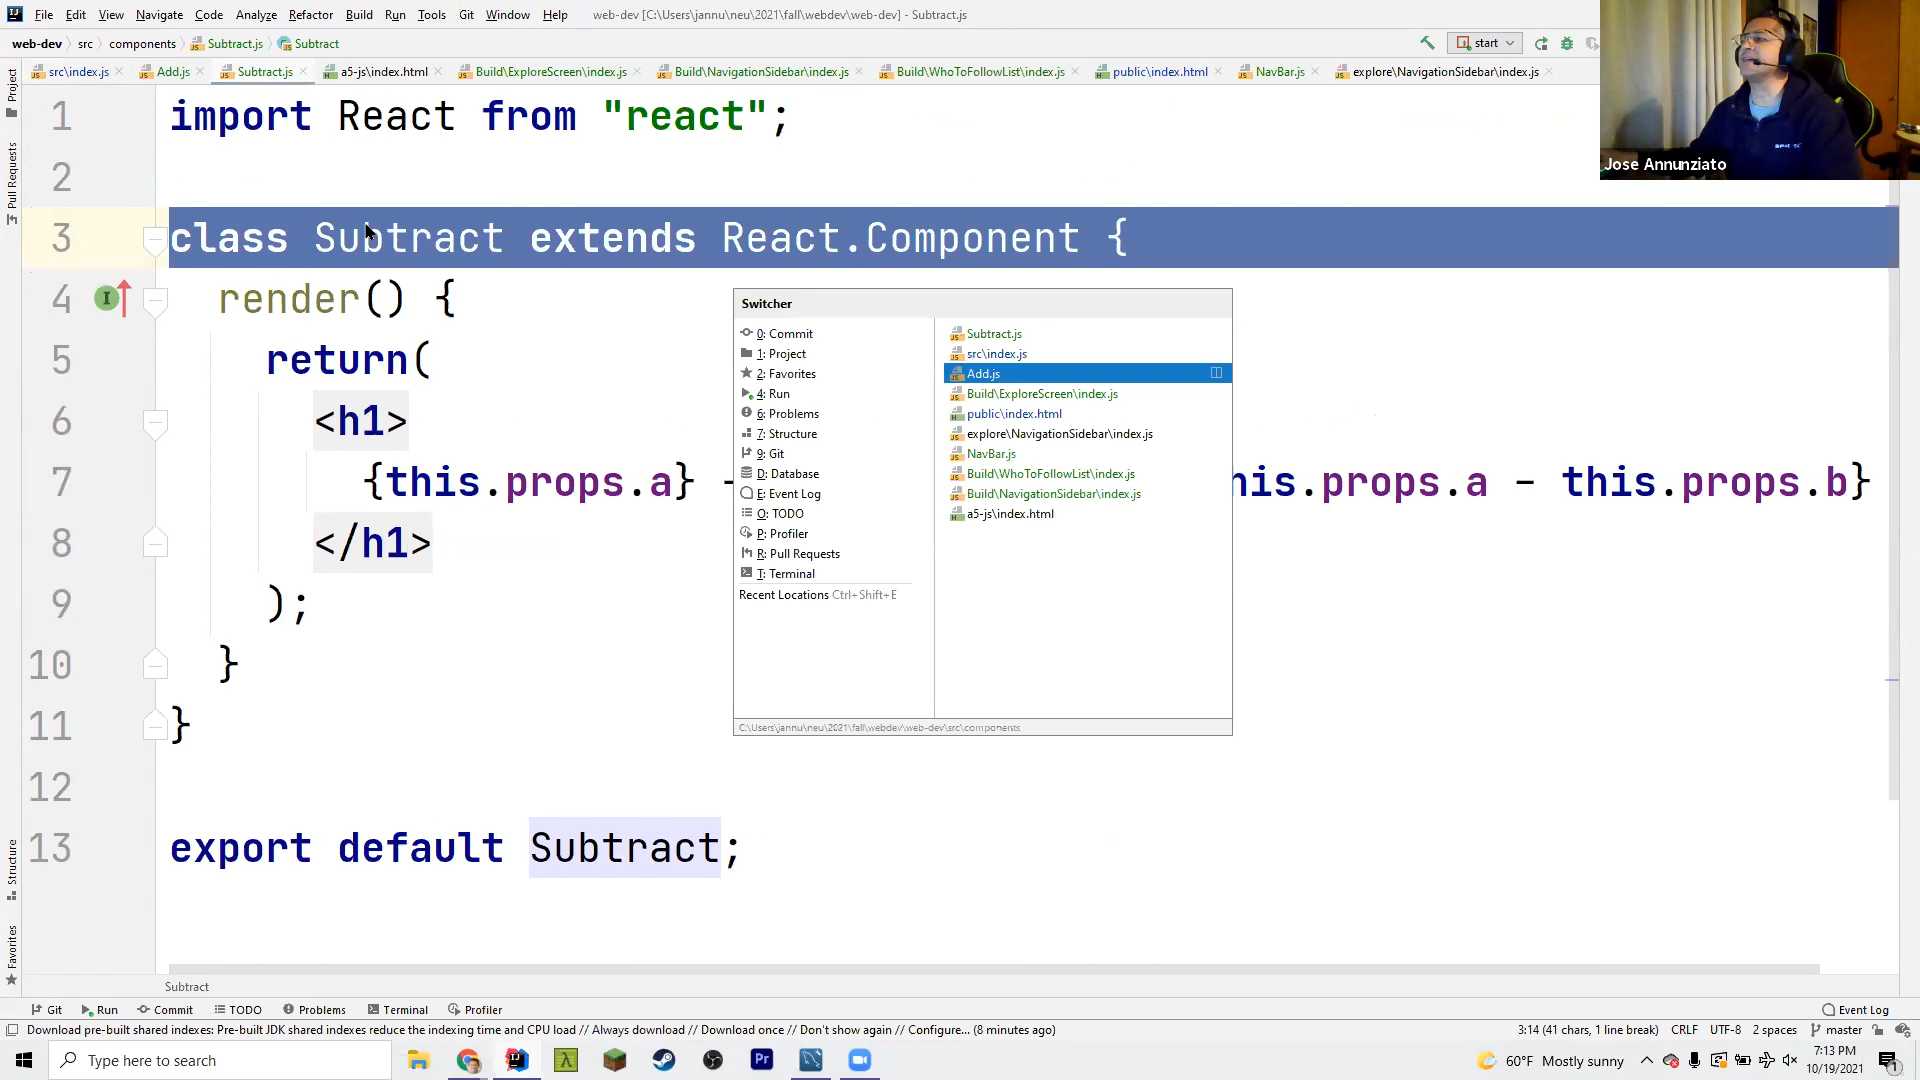 File Edit View Navigate Code Analyze Refactor Build Run Tools Git Window Help web-dev [C:\Users\jannu\neu\2021\fall\webdev\web-dev] - Subtract.js
web-dev src components Subtract.js Subtract start
src\index.js Add.js Subtract.js a5-js\index.html Build\ExploreScreen\index.js Build\NavigationSidebar\index.js Build\WhoToFollowList\index.js public\index.html NavBar.js explore\NavigationSidebar\index.js
Project
Pull Requests
Structure
Favorites
1 import React from "react";
2
3 class Subtract extends React.Component {
4 render() {
5 return(
6 <h1>
7 {this.props.a} - his.props.a - this.props.b}
8 </h1>
9 );
10 }
11 }
12
13 export default Subtract;
Jose Annunziato
Switcher
0: Commit
1: Project
2: Favorites
4: Run
6: Problems
7: Structure
9: Git
D: Database
E: Event Log
O: TODO
P: Profiler
R: Pull Requests
T: Terminal
Recent Locations Ctrl+Shift+E
Subtract.js
src\index.js
Add.js
Build\ExploreScreen\index.js
public\index.html
explore\NavigationSidebar\index.js
NavBar.js
Build\WhoToFollowList\index.js
Build\NavigationSidebar\index.js
a5-js\index.html
C:\Users\jannu\neu\2021\fall\webdev\web-dev\src\components
Subtract
Git Run Commit TODO Problems Terminal Profiler Event Log
Download pre-built shared indexes: Pre-built JDK shared indexes reduce the indexing time and CPU load // Always download // Download once // Don't show again // Configure... (8 minutes ago) 3:14 (41 chars, 1 line break) CRLF UTF-8 2 spaces master
Type here to search 60°F Mostly sunny 7:13 PM
10/19/2021